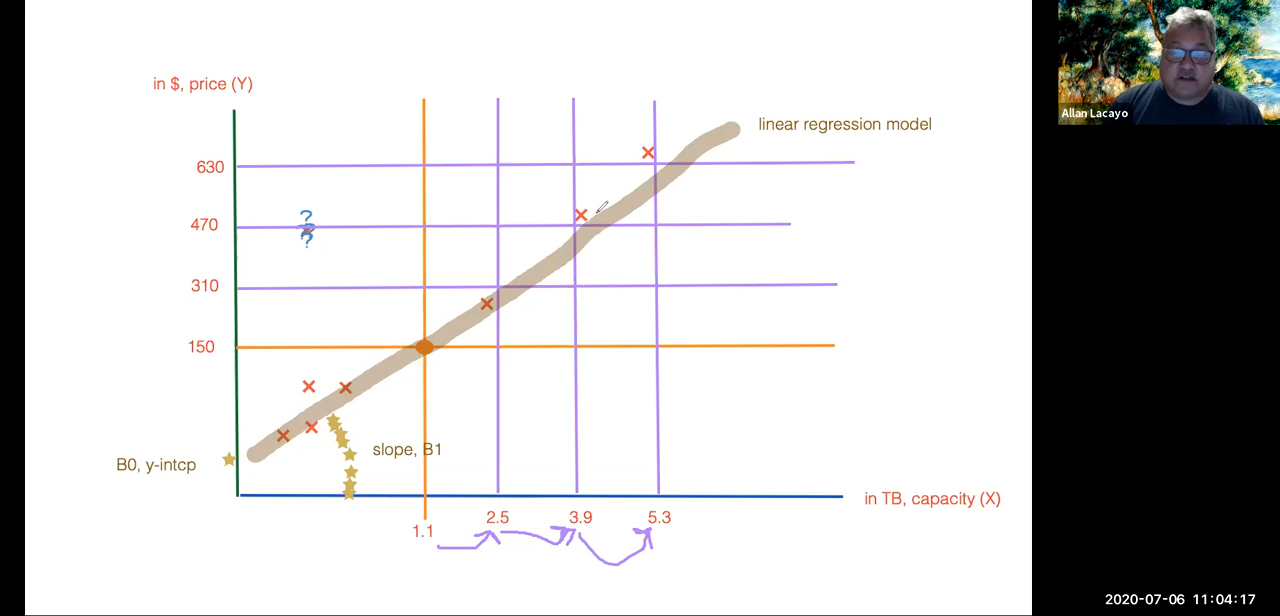 in $, price (Y)
linear regression model
Allan Lacayo
630
?
470
?
?
310
150
slope, B1
B0, y-intcp
in TB, capacity (X)
2.5
3.9
5.3
1.1
2020-07-06 11:04:17